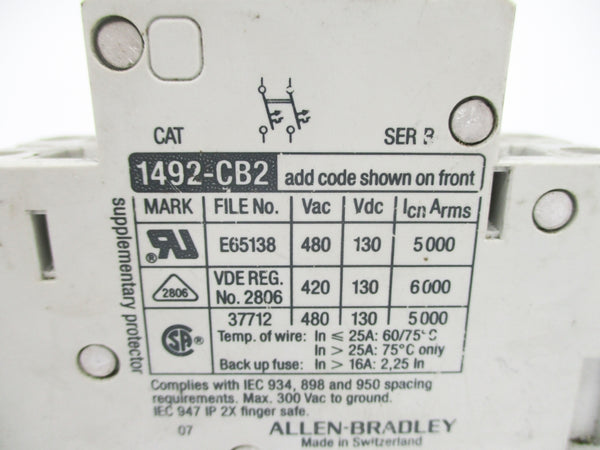 CAT SER B
1492-CB2 add code shown on front
MARK FILE No. Vac Vdc Icn Arms
RU ® E65138 480 130 5000
2806 VDE REG. No. 2806 420 130 6000
SA ® 37712 480 130 5000
Temp. of wire: In ≤ 25A: 60/75°C
In > 25A: 75°C only
Back up fuse: In > 16A: 2,25 In
supplementary protector
Complies with IEC 934, 898 and 950 spacing
requirements. Max. 300 Vac to ground.
IEC 947 IP 2X finger safe.
07 ALLEN-BRADLEY
Made in Switzerland